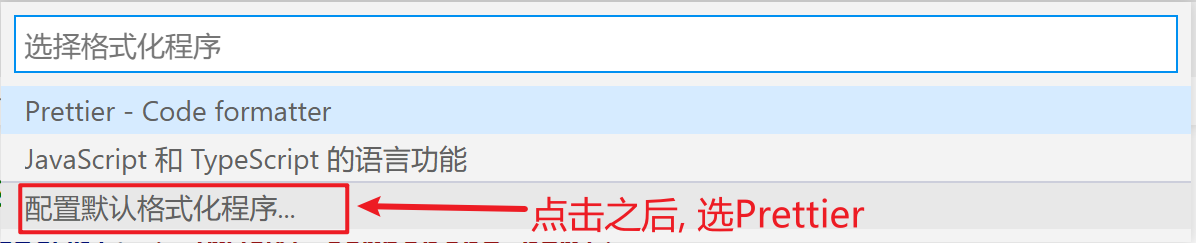 选择格式化程序
Prettier - Code formatter
JavaScript 和 TypeScript 的语言功能
配置默认格式化程序...
点击之后, 选Prettier